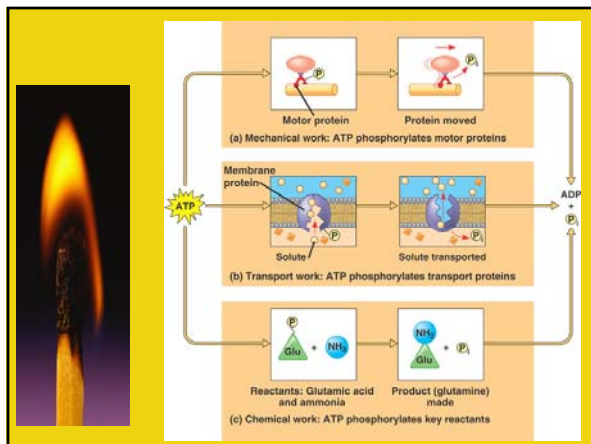 P
Pi
Motor protein
Protein moved
(a) Mechanical work: ATP phosphorylates motor proteins
Membrane
protein
ATP
ADP
+
Pi
P
Pi
Solute
Solute transported
(b) Transport work: ATP phosphorylates transport proteins
P
Glu
+
NH3
NH2
Glu
+
Pi
Reactants: Glutamic acid
and ammonia
Product (glutamine)
made
(c) Chemical work: ATP phosphorylates key reactants